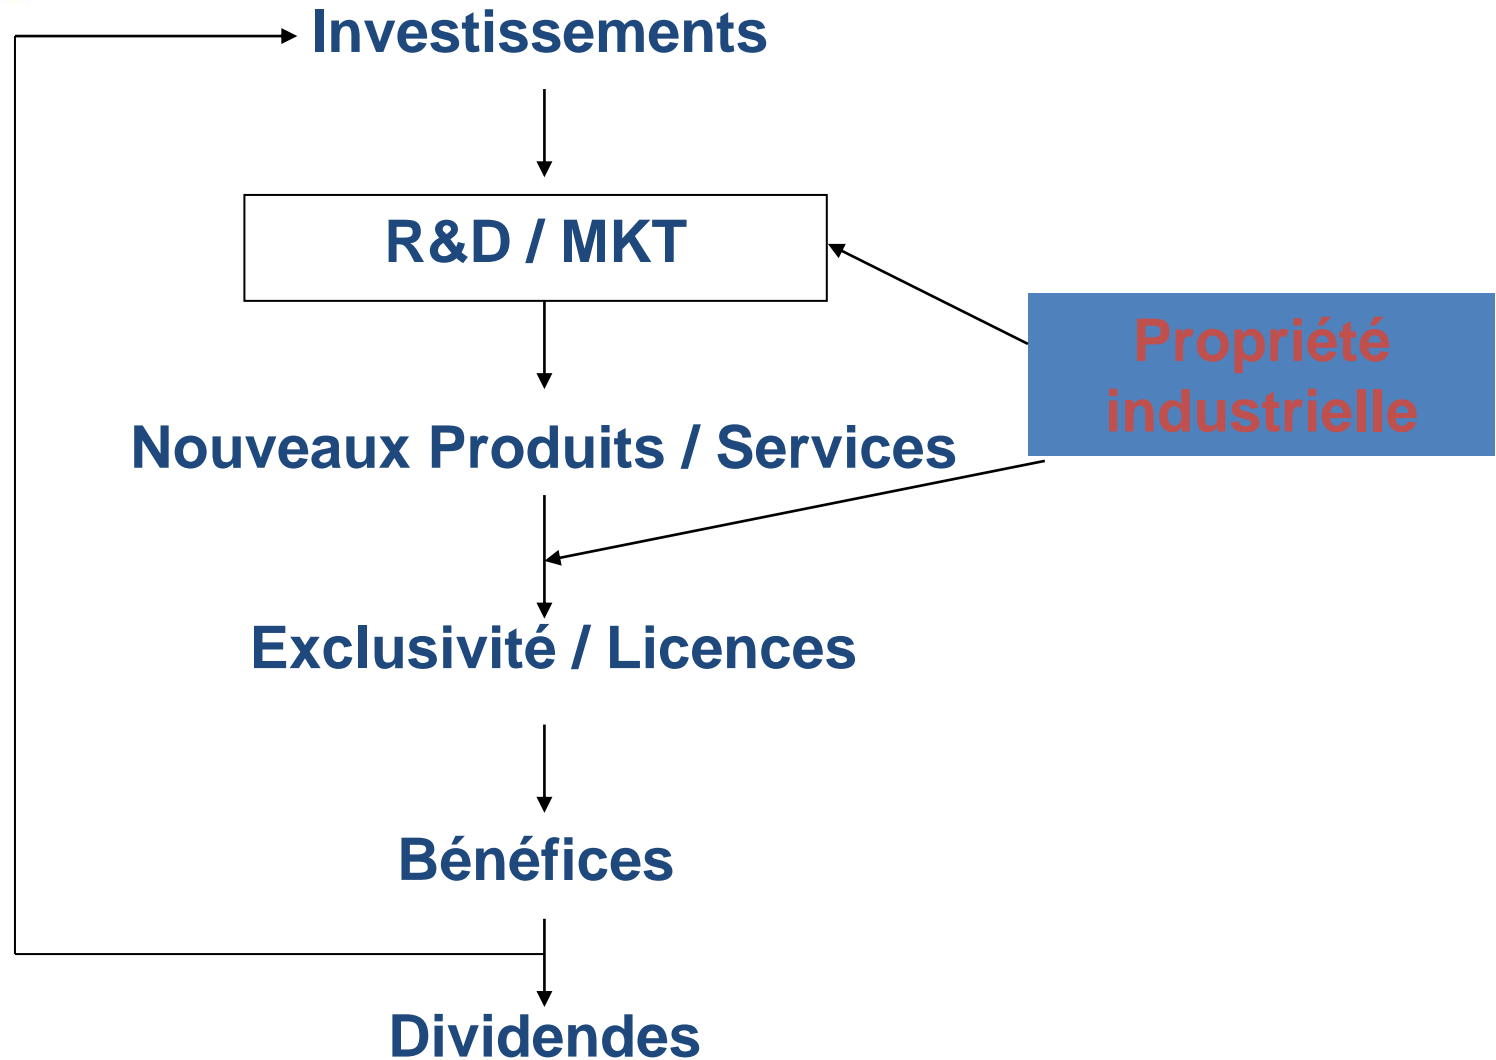 Investissements
R&D / MKT
Propriété
industrielle
Nouveaux Produits / Services
Exclusivité / Licences
Bénéfices
Dividendes